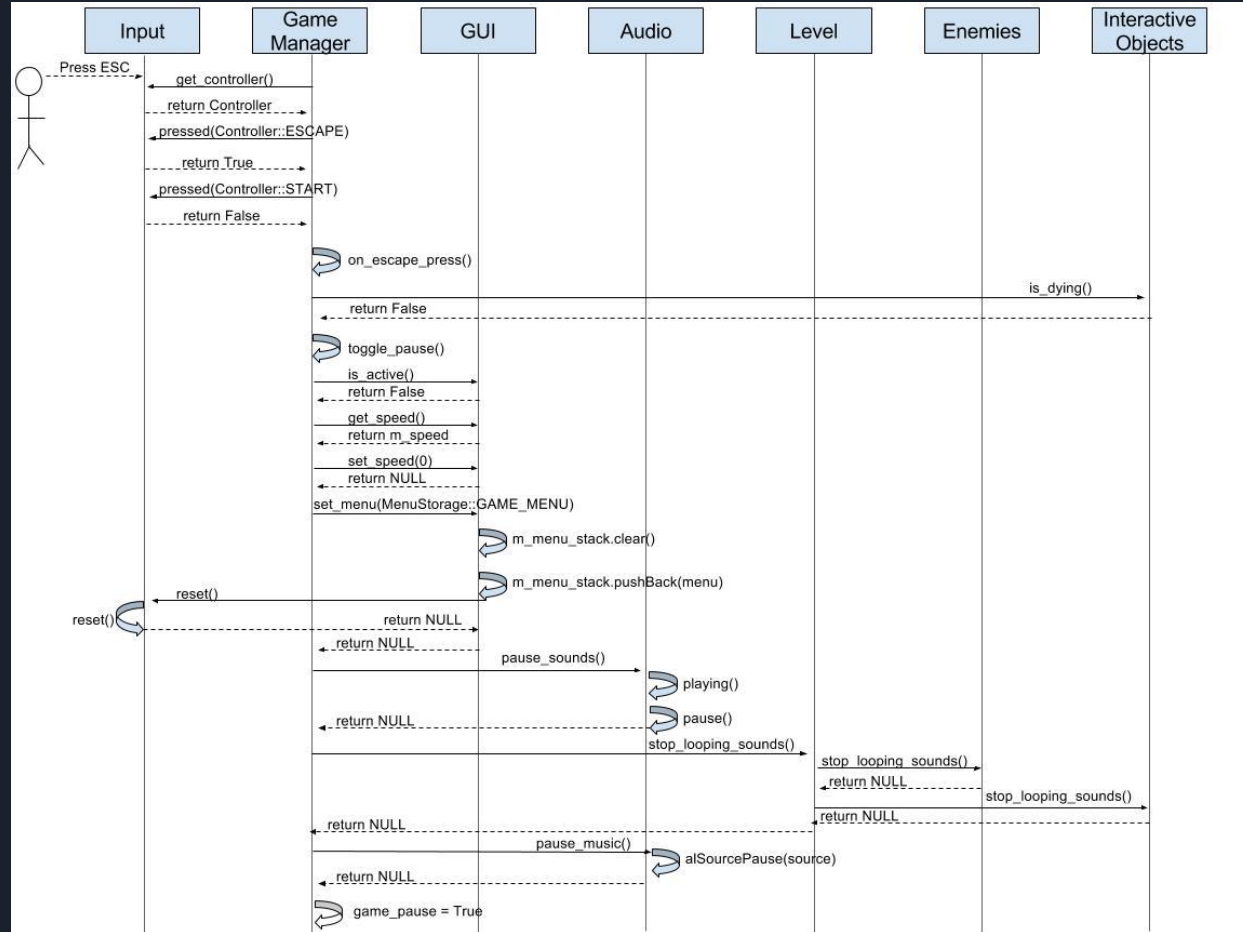 Input
Game
Manager
GUI
Audio
Level
Enemies
Interactive
Objects
Press ESC
get_controller()
return Controller
pressed(Controller::ESCAPE)
return True
pressed(Controller::START)
return False
on_escape_press()
is_dying()
return False
toggle_pause()
is_active()
return False
get_speed()
return m_speed
set_speed(0)
return NULL
set_menu(MenuStorage::GAME_MENU)
m_menu_stack.clear()
m_menu_stack.pushBack(menu)
reset()
reset()
return NULL
return NULL
pause_sounds()
playing()
pause()
return NULL
stop_looping_sounds()
stop_looping_sounds()
return NULL
stop_looping_sounds()
return NULL
return NULL
pause_music()
alSourcePause(source)
return NULL
game_pause = True